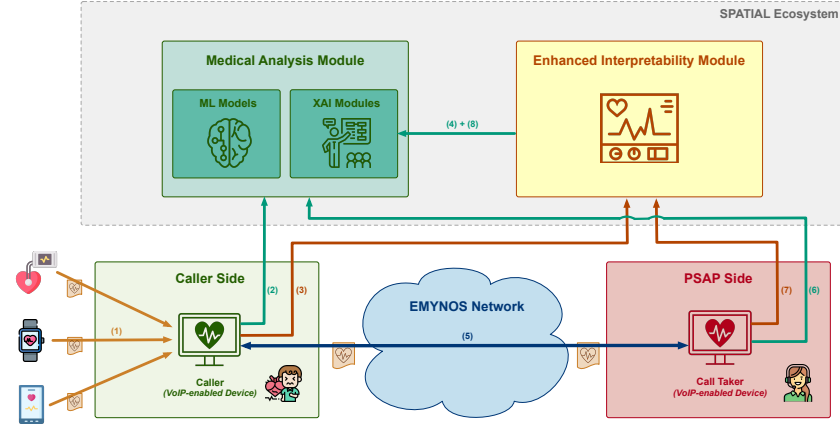 SPATIAL Ecosystem
Medical Analysis Module
Enhanced Interpretability Module
ML Models
XAI Modules
(4) + (8)
Caller Side
EMYNOS Network
PSAP Side
(1)
(2)
(3)
(5)
(7)
(6)
Caller
(VoIP-enabled Device)
Call Taker
(VoIP-enabled Device)